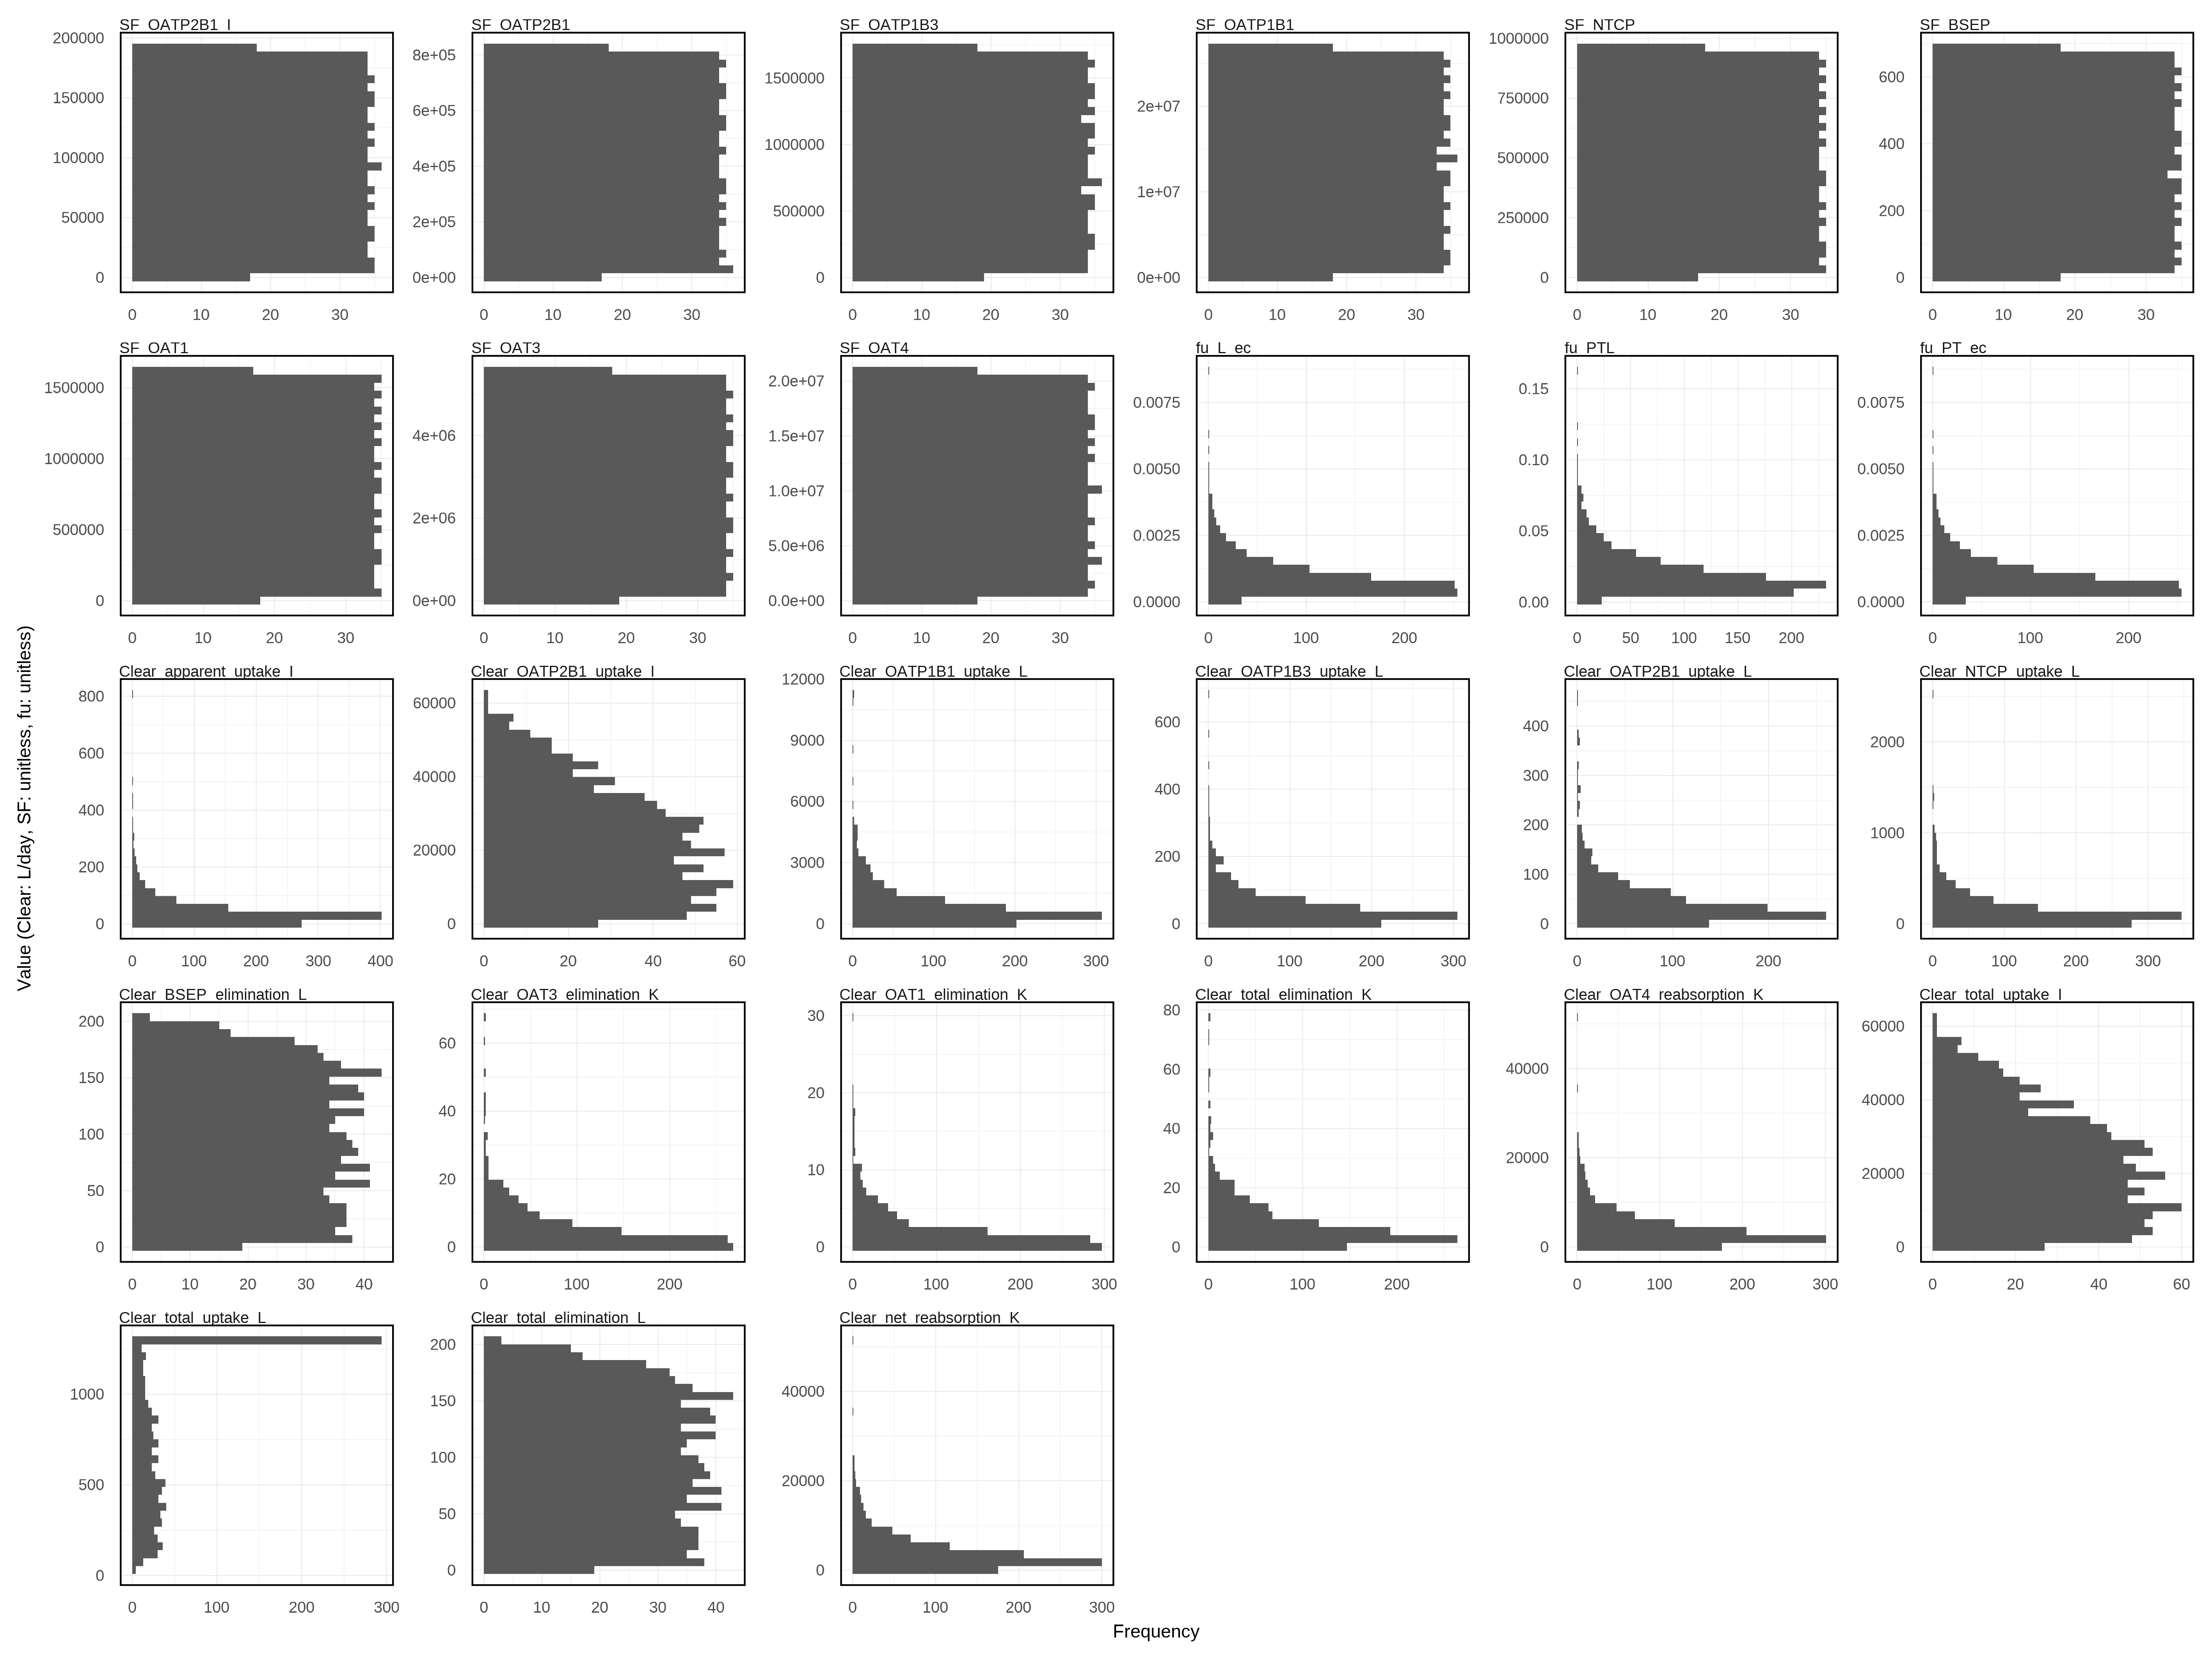 SF_OATP2B1_I SF_OATP2B1 SF_OATP1B3 SF_OATP1B1 SF_NTCP SF_BSEP
200000 150000 100000 50000 0
8e+05 6e+05 4e+05 2e+05 0e+00
1500000 1000000 500000 0
2e+07 1e+07 0e+00
1000000 750000 500000 250000 0
600 400 200 0
0 10 20 30 0 10 20 30 0 10 20 30 0 10 20 30 0 10 20 30 0 10 20 30
SF_OAT1 SF_OAT3 SF_OAT4 fu_L_ec fu_PTL fu_PT_ec
1500000 1000000 500000 0
4e+06 2e+06 0e+00
2.0e+07 1.5e+07 1.0e+07 5.0e+06 0.0e+00
0.0075 0.0050 0.0025 0.0000
0.15 0.10 0.05 0.00
0.0075 0.0050 0.0025 0.0000
0 10 20 30 0 10 20 30 0 10 20 30 0 100 200 0 50 100 150 200 0 100 200
Value (Clear: L/day, SF: unitless, fu: unitless)
Clear_apparent_uptake_I Clear_OATP2B1_uptake_I Clear_OATP1B1_uptake_L Clear_OATP1B3_uptake_L Clear_OATP2B1_uptake_L Clear_NTCP_uptake_L
800 600 400 200 0
60000 40000 20000 0
12000 9000 6000 3000 0
600 400 200 0
400 300 200 100 0
2000 1000 0
0 100 200 300 400 0 20 40 60 0 100 200 300 0 100 200 300 0 100 200 0 100 200 300
Clear_BSEP_elimination_L Clear_OAT3_elimination_K Clear_OAT1_elimination_K Clear_total_elimination_K Clear_OAT4_reabsorption_K Clear_total_uptake_I
200 150 100 50 0
60 40 20 0
30 20 10 0
80 60 40 20 0
40000 20000 0
60000 40000 20000 0
0 10 20 30 40 0 100 200 0 100 200 300 0 100 200 0 100 200 300 0 20 40 60
Clear_total_uptake_L Clear_total_elimination_L Clear_net_reabsorption_K
1000 500 0
200 150 100 50 0
40000 20000 0
0 100 200 300 0 10 20 30 40 0 100 200 300
Frequency